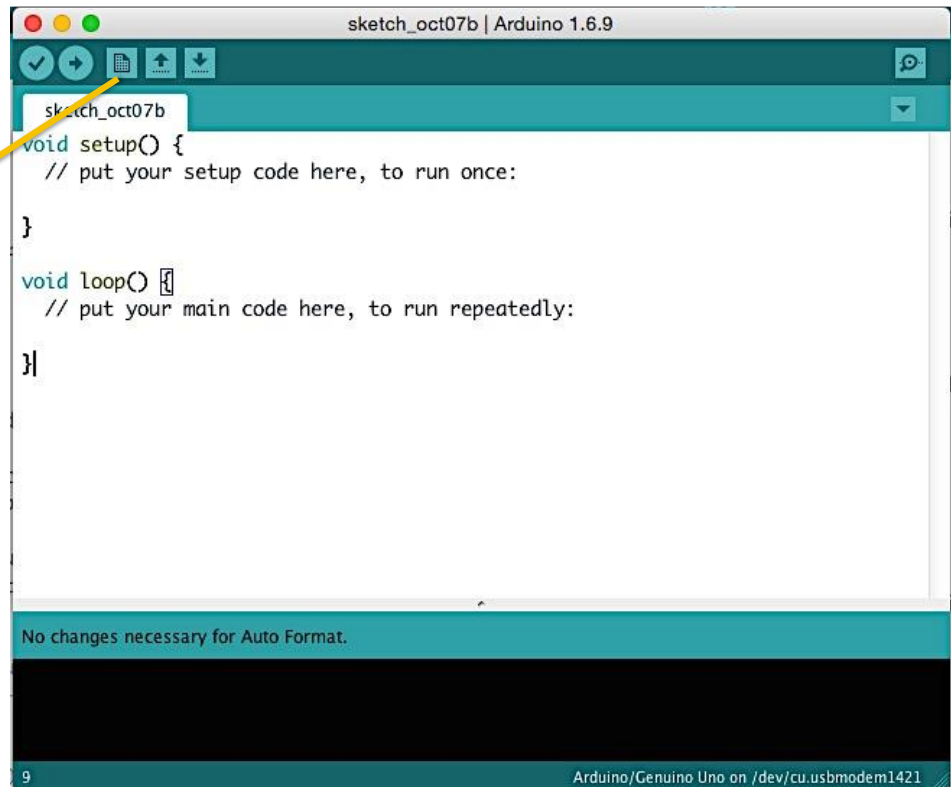 sketch_oct07b | Arduino 1.6.9
sketch_oct07b
void setup() {
  // put your setup code here, to run once:
}
void loop() {
  // put your main code here, to run repeatedly:
}
No changes necessary for Auto Format.
9 Arduino/Genuino Uno on /dev/cu.usbmodem1421